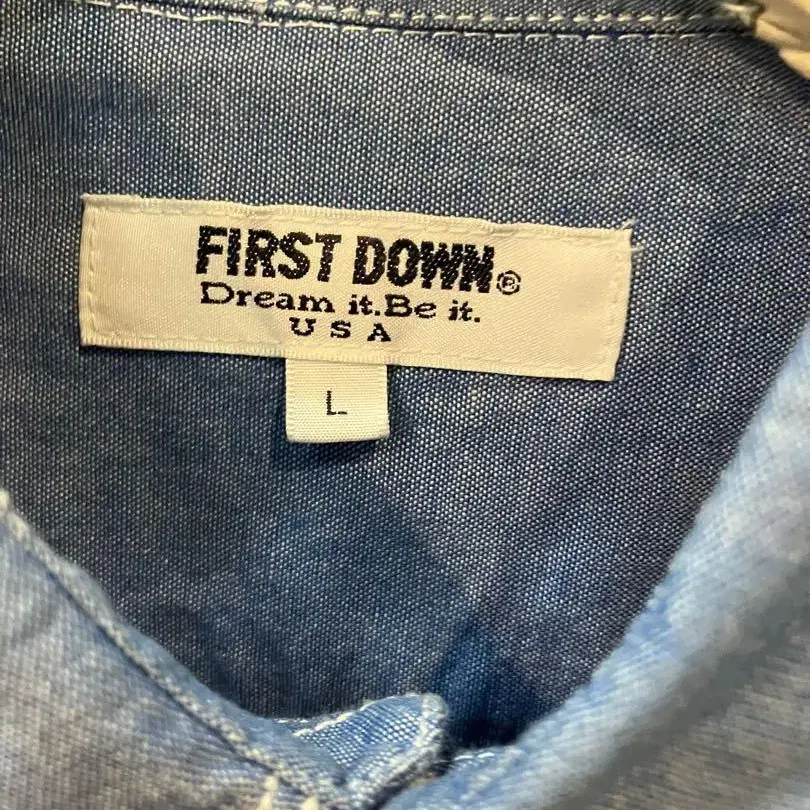 FIRST DOWN®
Dream it.Be it.
USA
L